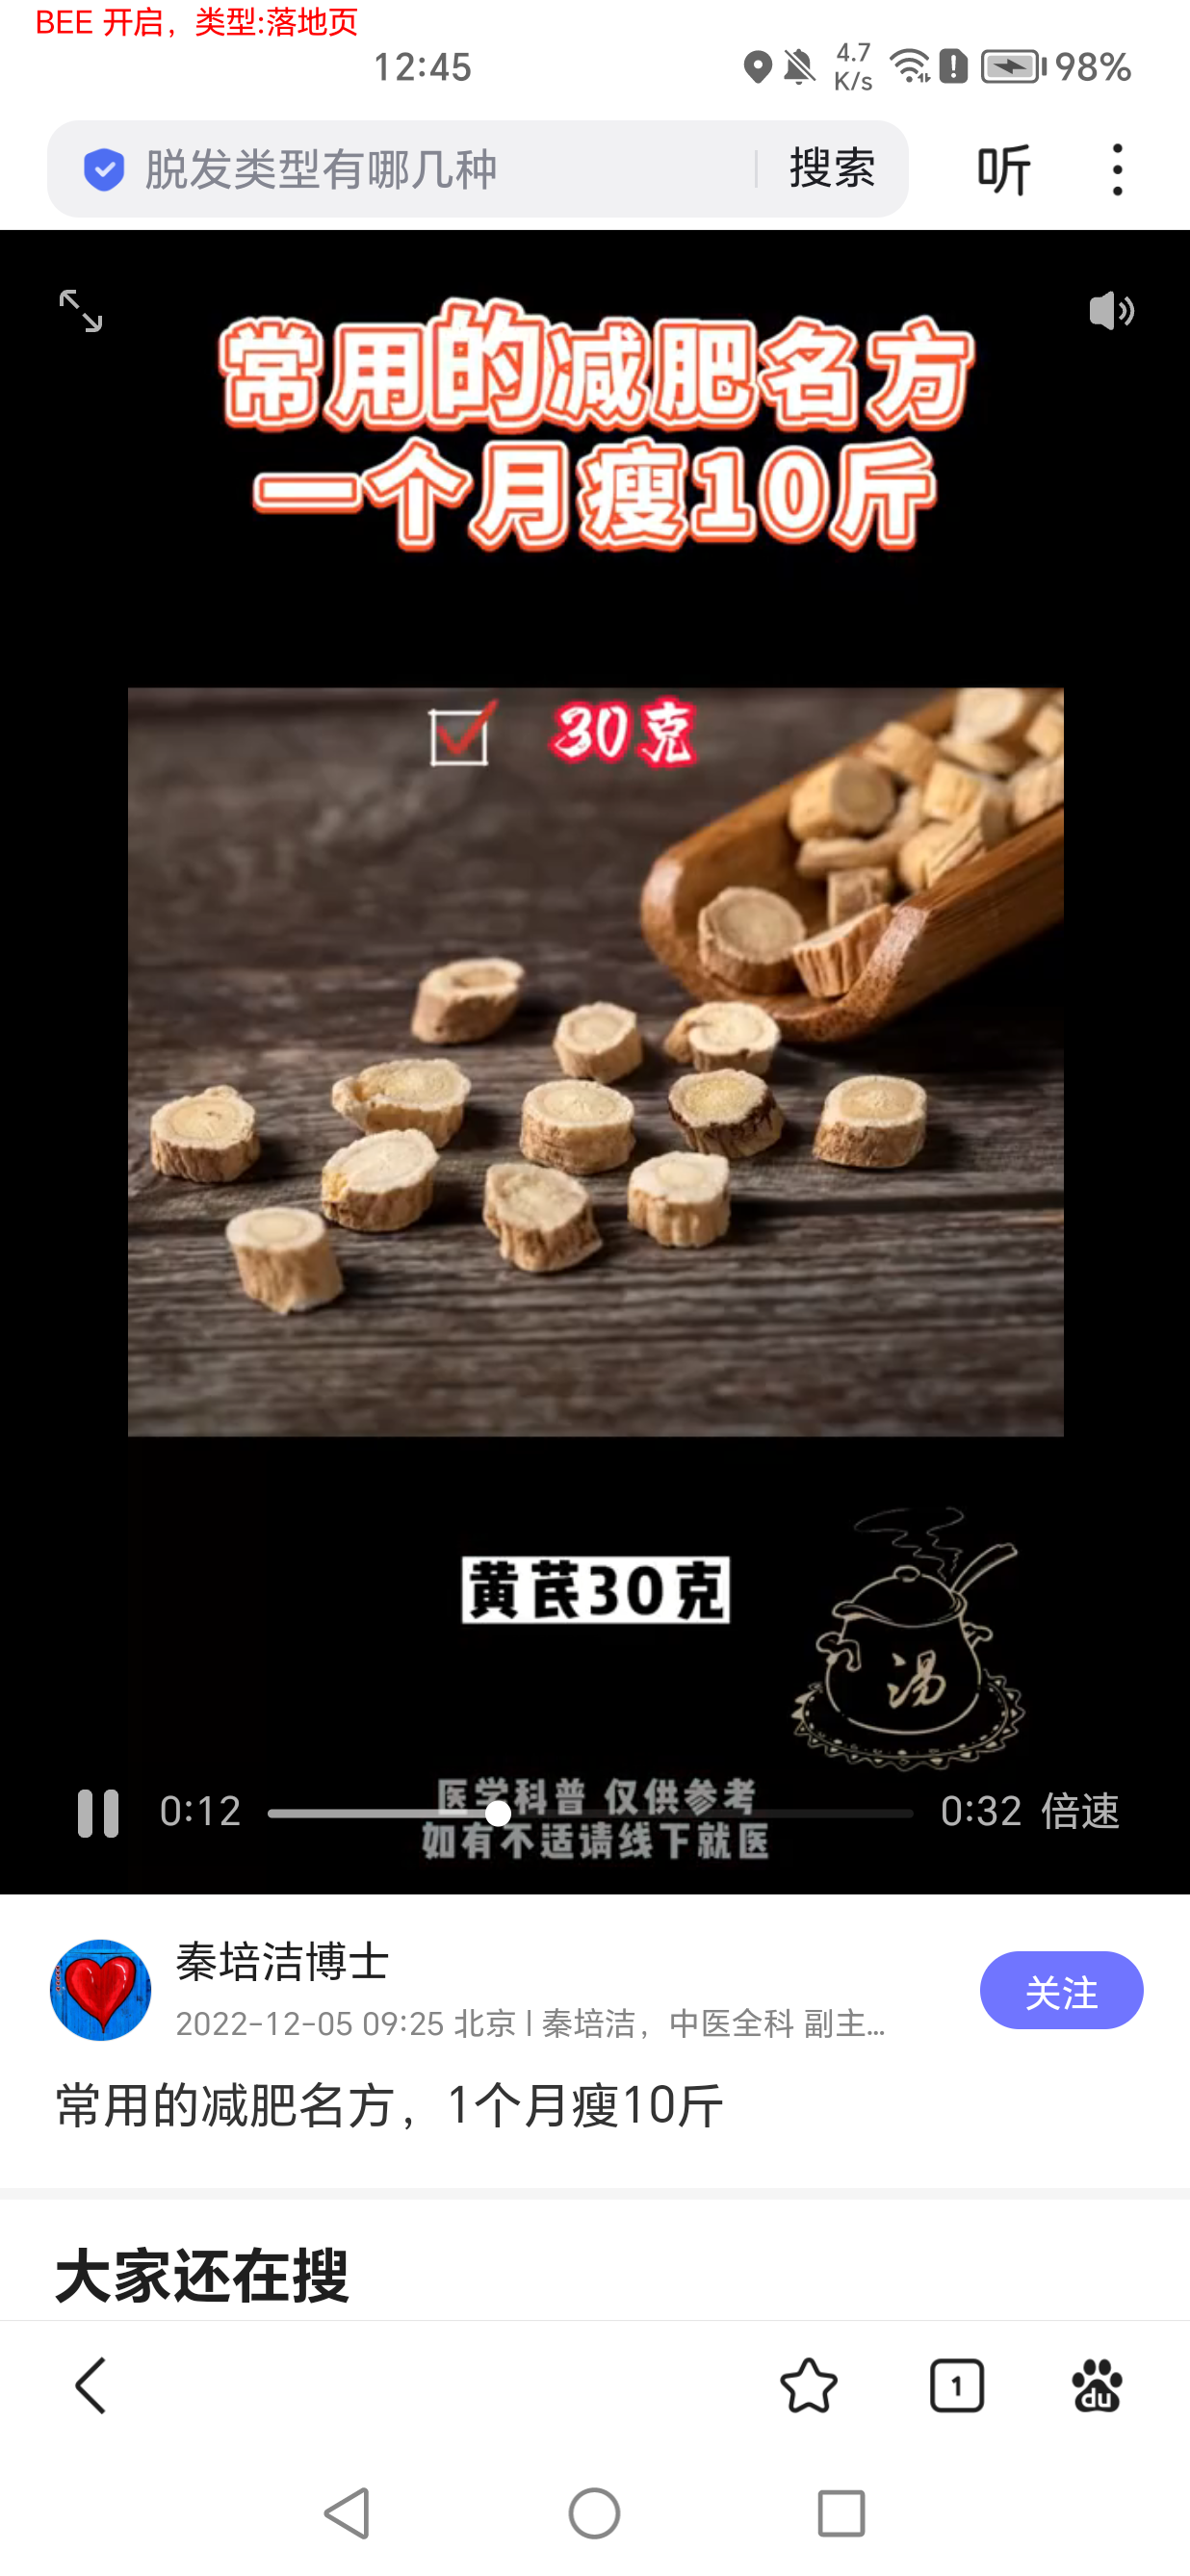 BEE 开启，类型:落地页
12:45
4.7
K/s
98%
脱发类型有哪几种
搜索
听
常用的减肥名方
一个月瘦10斤
30克
黄芪30克
汤
医学科普 仅供参考
如有不适请线下就医
0:12
0:32
倍速
秦培洁博士
2022-12-05 09:25 北京 | 秦培洁，中医全科 副主...
关注
常用的减肥名方，1个月瘦10斤
大家还在搜
1
du